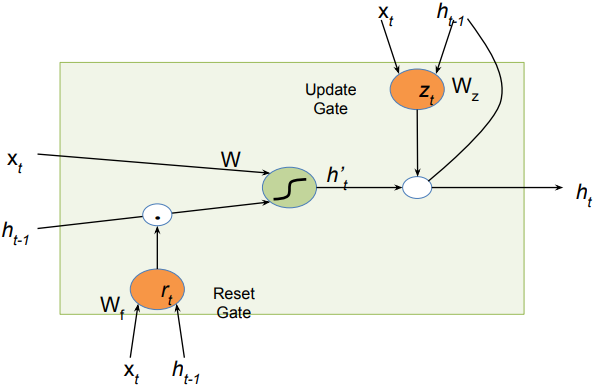 x_t h_{t-1}
Update
Gate
z_t W_z
x_t
W
h'_t
h_t
h_{t-1}
.
W_f
r_t
Reset
Gate
x_t h_{t-1}